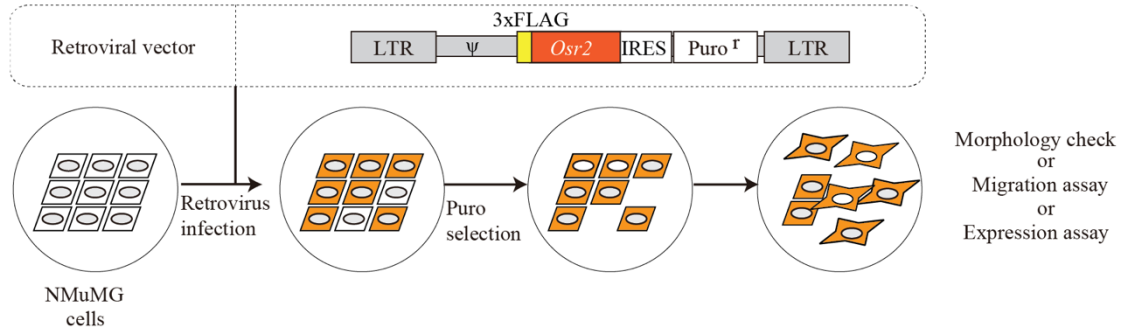 3xFLAG
Retroviral vector
LTR
ψ
Osr2
IRES
Puro r
LTR
Retrovirus
infection
Puro
selection
Morphology check
or
Migration assay
or
Expression assay
NMuMG
cells